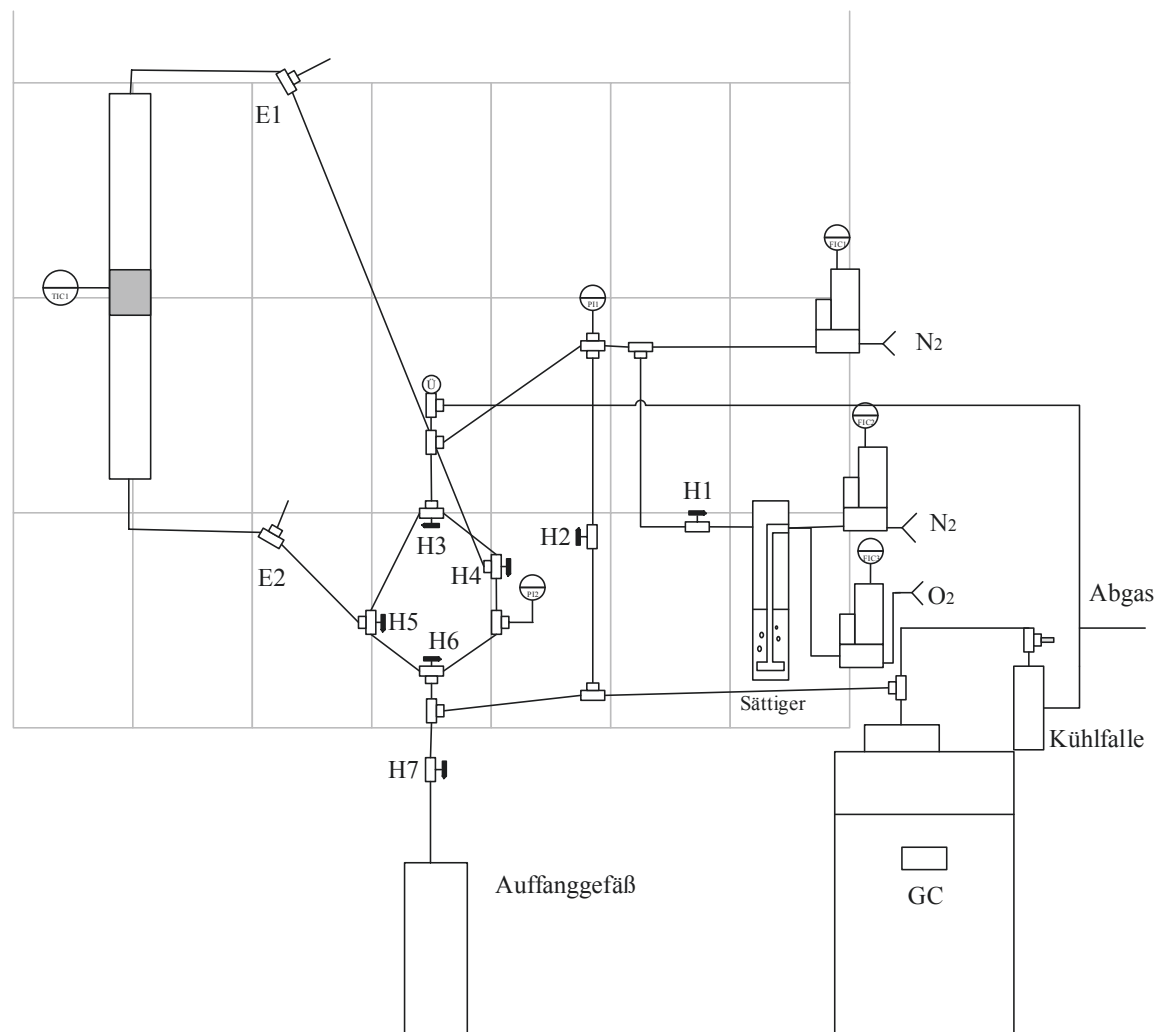 E1
FIC1
TIC1
PI1
N2
Ü
FIC2
H1
N2
H2
H3
E2
H4
FIC3
PI2
O2
Abgas
H5
H6
Sättiger
Kühlfalle
H7
Auffanggefäß
GC